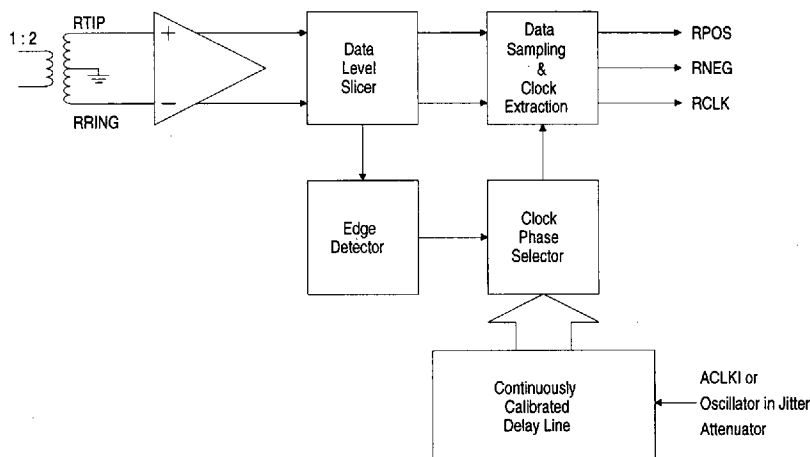 RTIP
1 : 2
+
−
RRING
Data
Level
Slicer
Data
Sampling
&
Clock
Extraction
RPOS
RNEG
RCLK
Edge
Detector
Clock
Phase
Selector
Continuously
Calibrated
Delay Line
ACLKI or
Oscillator in Jitter
Attenuator